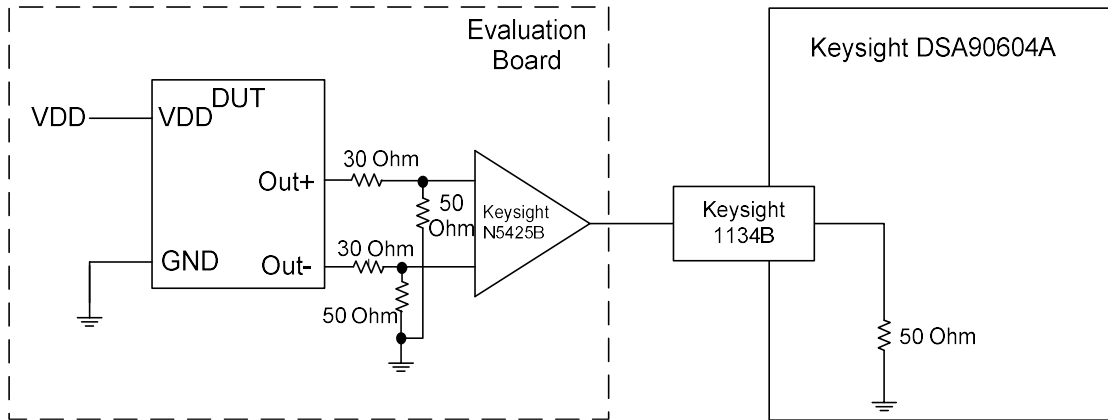 Evaluation
Board
Keysight DSA90604A
DUT
VDD
VDD
30 Ohm
Out+
50
Ohm
Keysight
N5425B
Keysight
1134B
30 Ohm
GND
Out-
50 Ohm
50 Ohm